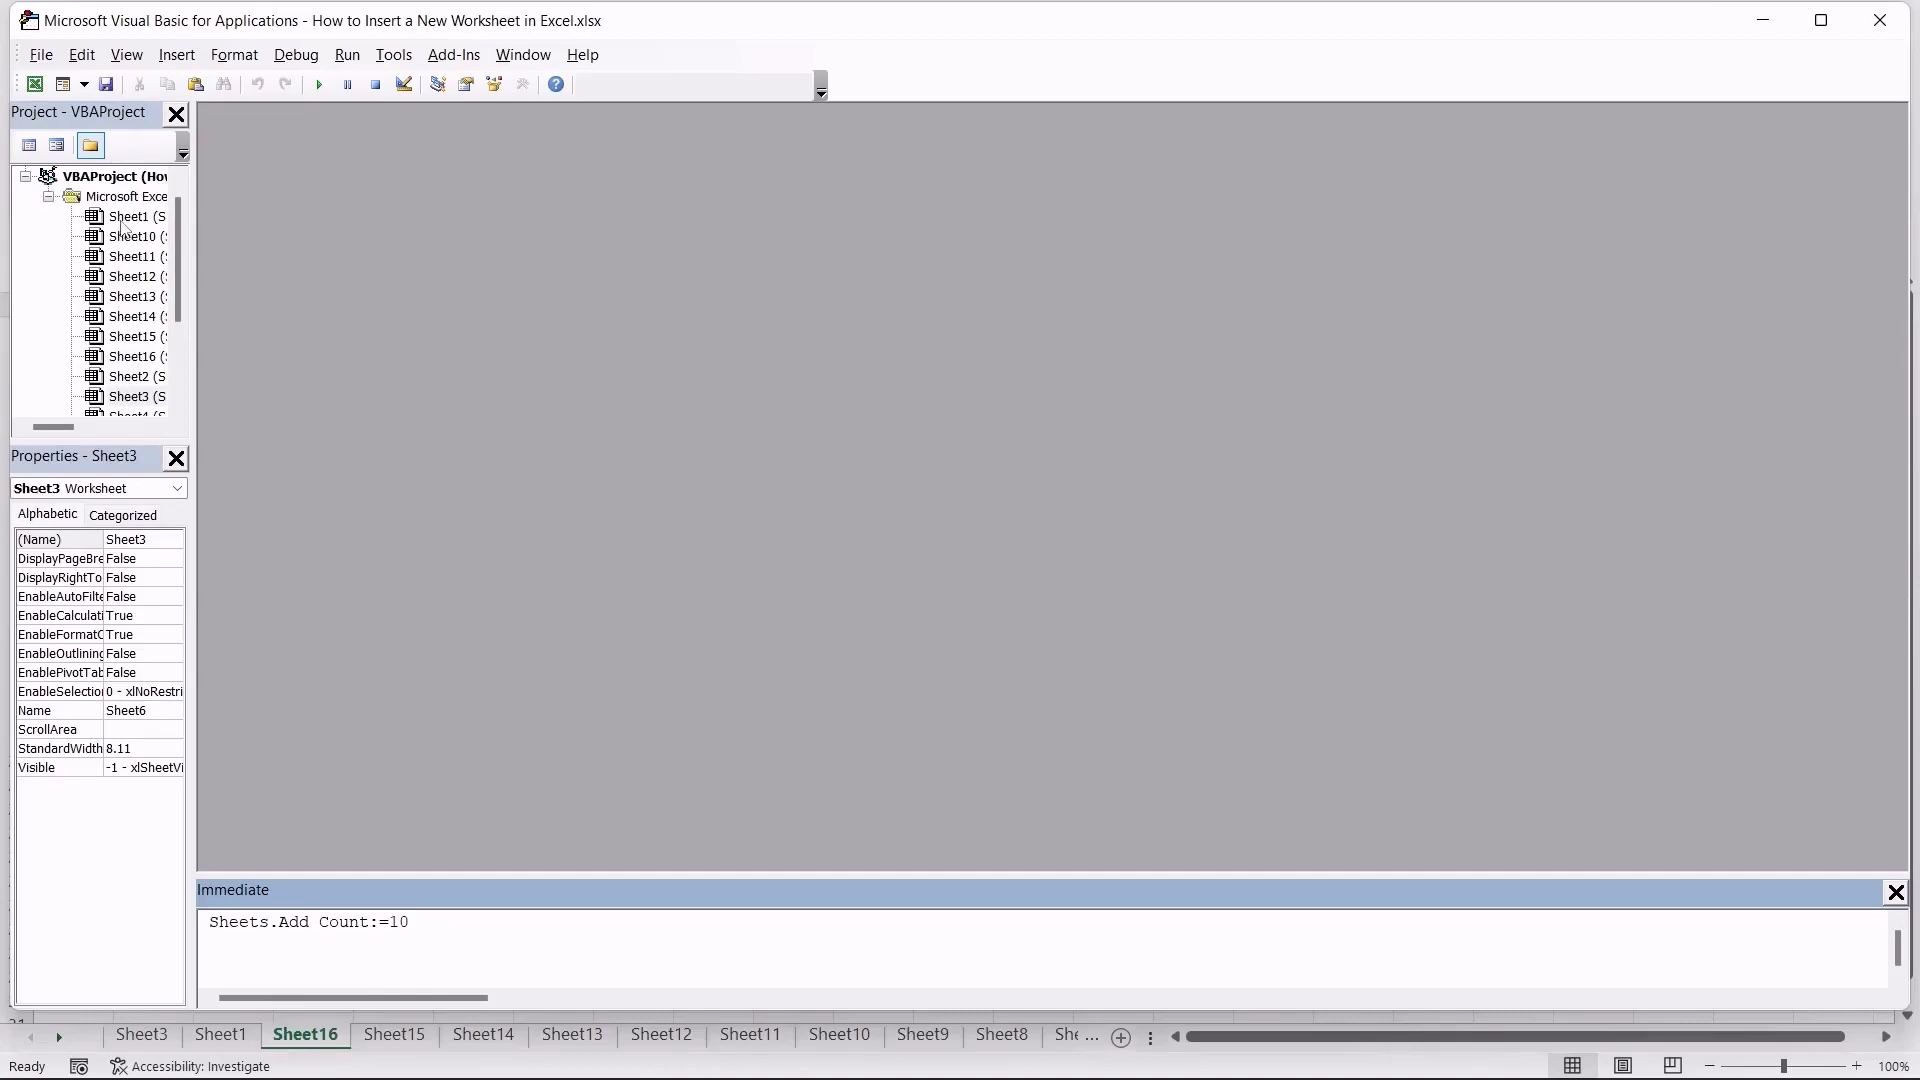 Microsoft Visual Basic for Applications - How to Insert a New Worksheet in Excel.xlsx
File Edit View Insert Format Debug Run Tools Add-Ins Window Help
Project - VBAProject
VBAProject (How
Microsoft Exce
Sheet1 (S
Sheet10 (
Sheet11 (
Sheet12 (
Sheet13 (
Sheet14 (
Sheet15 (
Sheet16 (
Sheet2 (S
Sheet3 (S
Sheet4 (S
Properties - Sheet3
Sheet3 Worksheet
Alphabetic Categorized
(Name) Sheet3
DisplayPageBre False
DisplayRightTo False
EnableAutoFilte False
EnableCalculati True
EnableFormatC True
EnableOutlining False
EnablePivotTab False
EnableSelection 0 - xlNoRestri
Name Sheet6
ScrollArea
StandardWidth 8.11
Visible -1 - xlSheetVi
Immediate
Sheets.Add Count:=10
Sheet3 Sheet1 Sheet16 Sheet15 Sheet14 Sheet13 Sheet12 Sheet11 Sheet10 Sheet9 Sheet8 She ...
Ready Accessibility: Investigate 100%